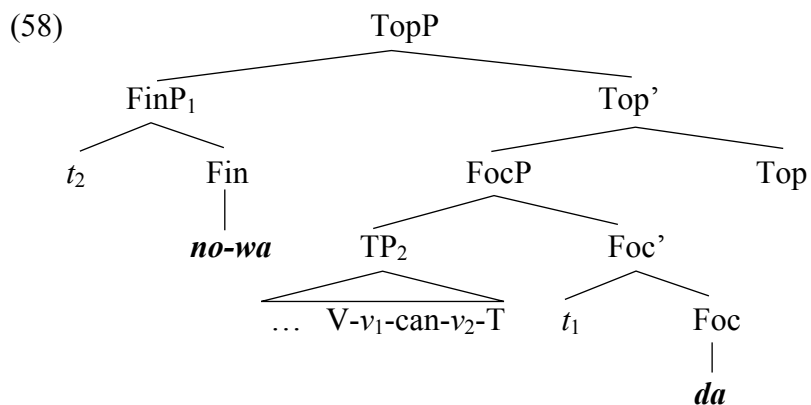 (58) TopP
FinP₁ Top’
t₂ Fin FocP Top
no-wa TP₂ Foc’
… V-v₁-can-v₂-T t₁ Foc
da